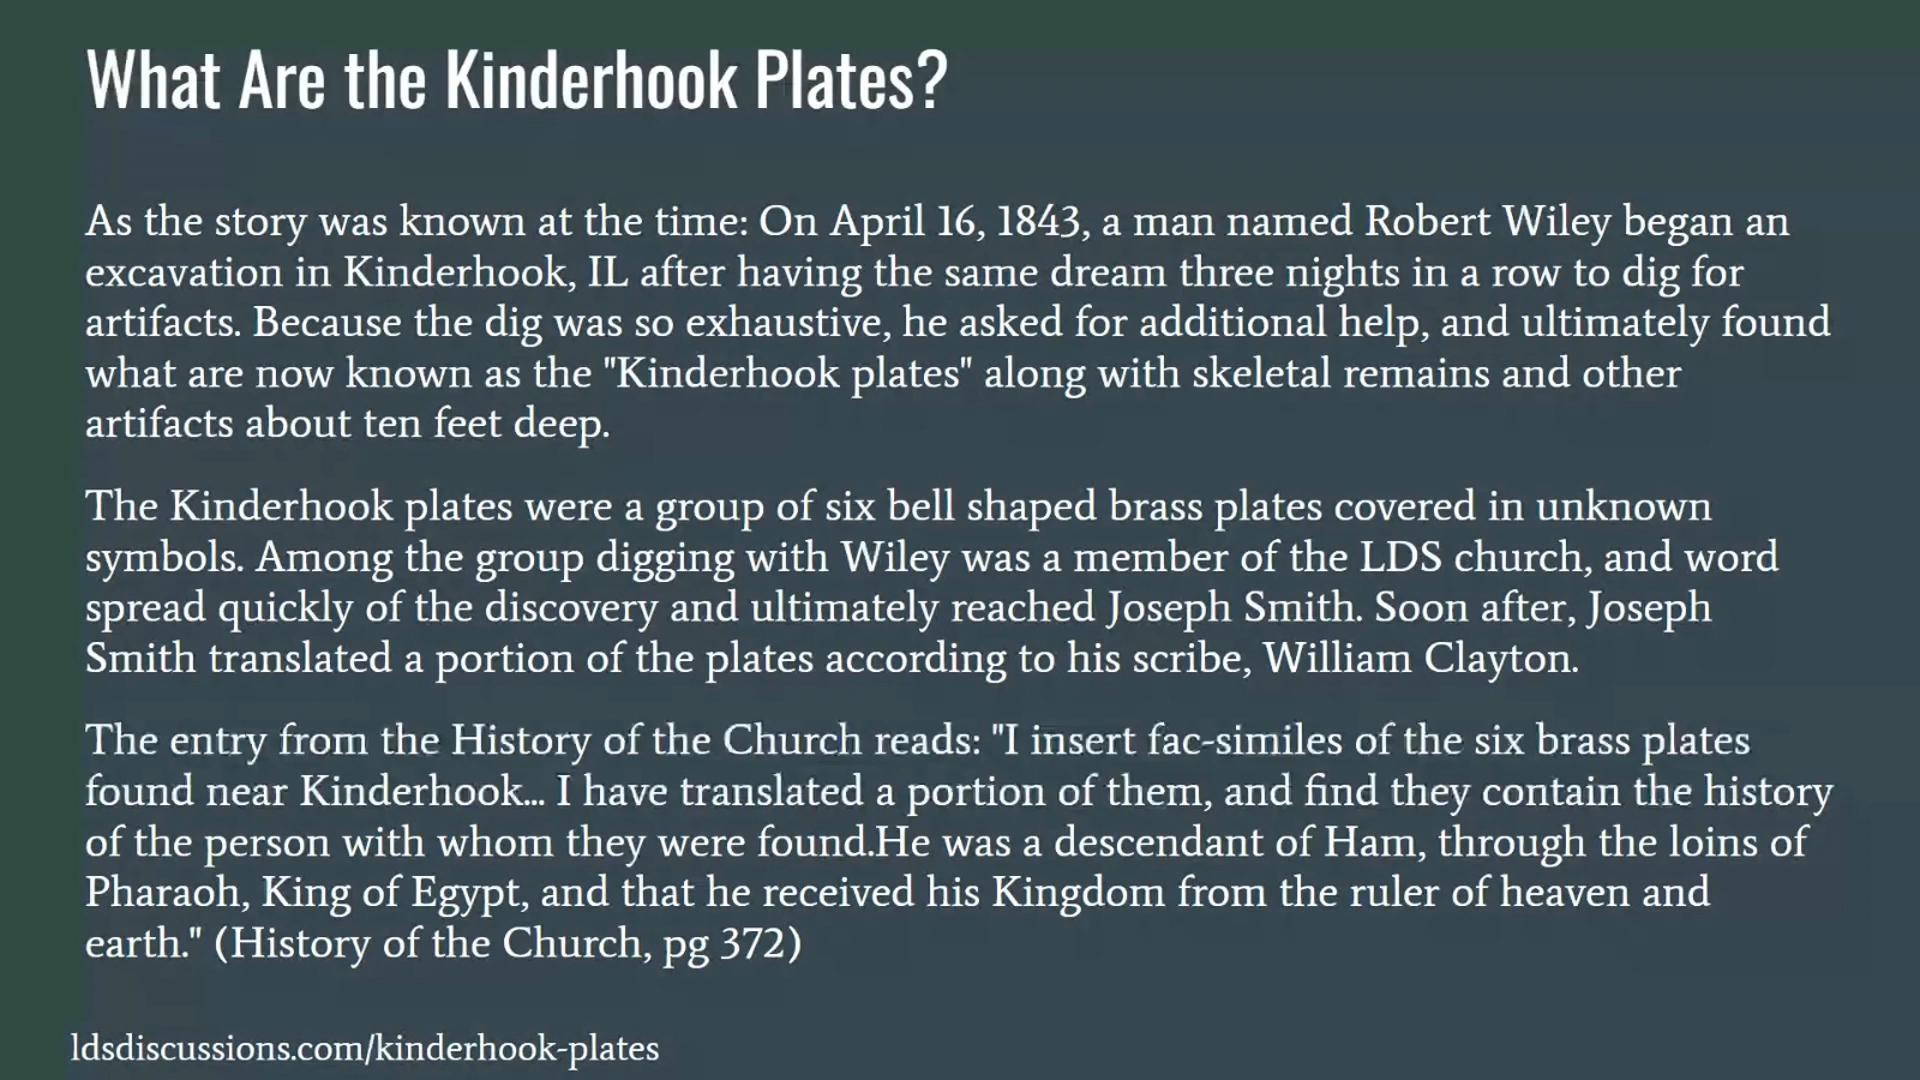 What Are the Kinderhook Plates?
As the story was known at the time: On April 16, 1843, a man named Robert Wiley began an
excavation in Kinderhook, IL after having the same dream three nights in a row to dig for
artifacts. Because the dig was so exhaustive, he asked for additional help, and ultimately found
what are now known as the "Kinderhook plates" along with skeletal remains and other
artifacts about ten feet deep.
The Kinderhook plates were a group of six bell shaped brass plates covered in unknown
symbols. Among the group digging with Wiley was a member of the LDS church, and word
spread quickly of the discovery and ultimately reached Joseph Smith. Soon after, Joseph
Smith translated a portion of the plates according to his scribe, William Clayton.
The entry from the History of the Church reads: "I insert fac-similes of the six brass plates
found near Kinderhook... I have translated a portion of them, and find they contain the history
of the person with whom they were found.He was a descendant of Ham, through the loins of
Pharaoh, King of Egypt, and that he received his Kingdom from the ruler of heaven and
earth." (History of the Church, pg 372)
ldsdiscussions.com/kinderhook-plates